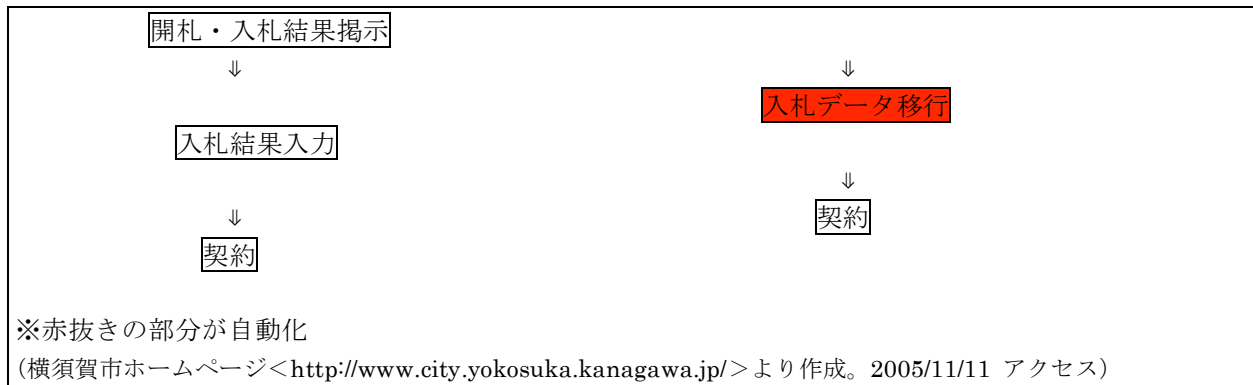 開札・入札結果掲示
⇓
⇓
入札データ移行
入札結果入力
⇓
契約
⇓
契約
※赤抜きの部分が自動化
(横須賀市ホームページ<http://www.city.yokosuka.kanagawa.jp/>より作成。2005/11/11 アクセス)